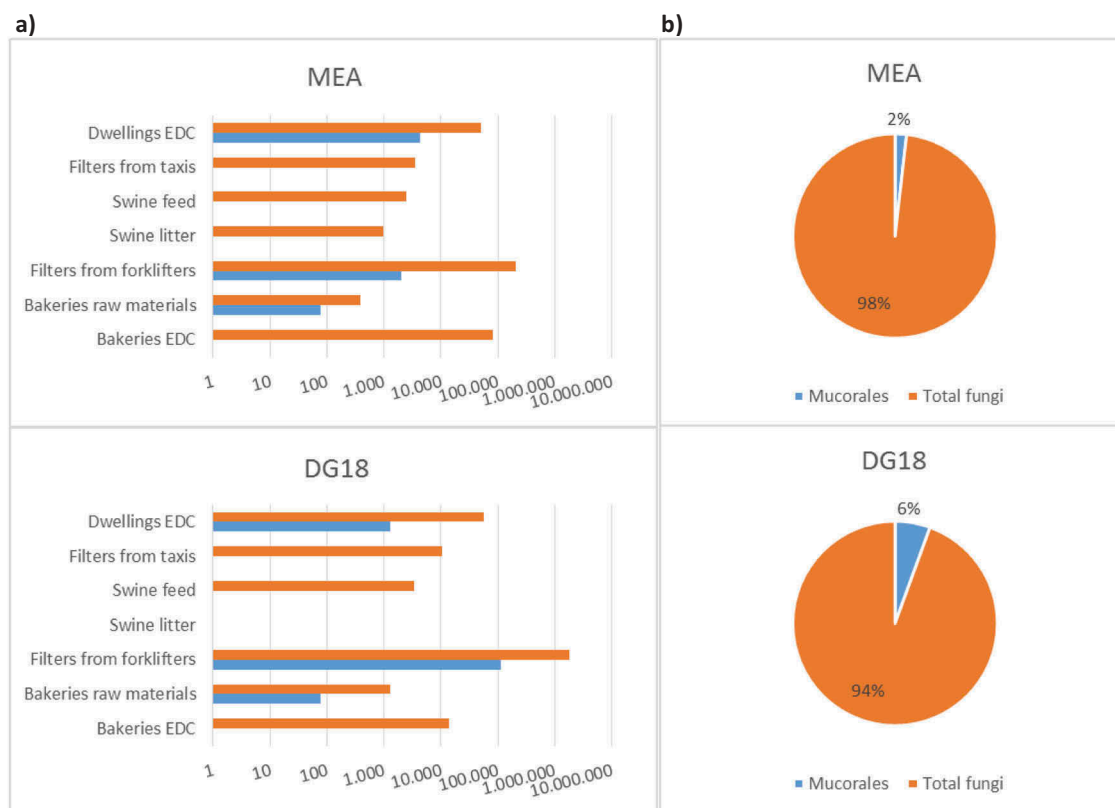 a)
MEA
Dwellings EDC
Filters from taxis
Swine feed
Swine litter
Filters from forklifters
Bakeries raw materials
Bakeries EDC
1 10 100 1.000 10.000 100.000 1.000.000 10.000.000
DG18
Dwellings EDC
Filters from taxis
Swine feed
Swine litter
Filters from forklifters
Bakeries raw materials
Bakeries EDC
1 10 100 1.000 10.000 100.000 1.000.000 10.000.000
b)
MEA
2%
98%
Mucorales Total fungi
DG18
6%
94%
Mucorales Total fungi